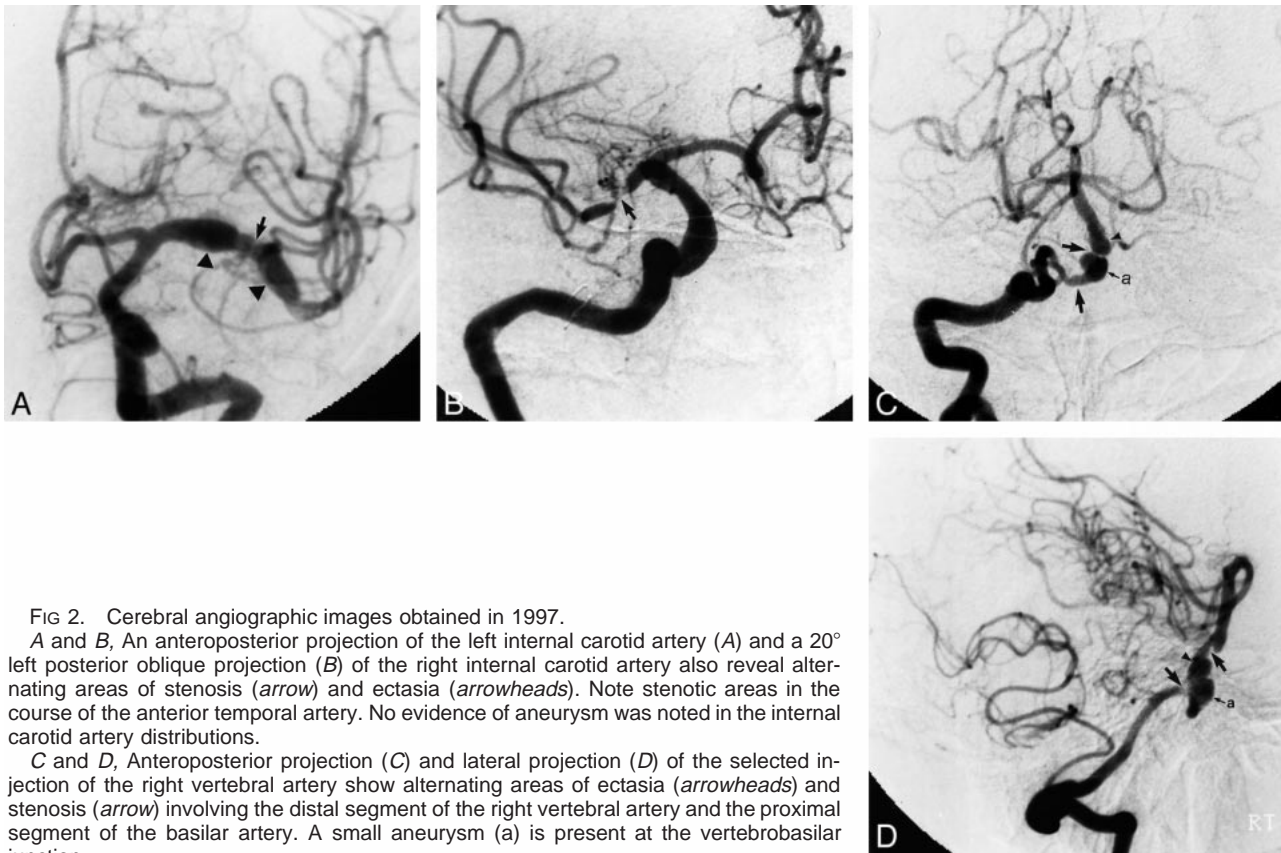 A
B
C
a
D
a
RT
FIG 2. Cerebral angiographic images obtained in 1997.
A and B, An anteroposterior projection of the left internal carotid artery (A) and a 20°
left posterior oblique projection (B) of the right internal carotid artery also reveal alter-
nating areas of stenosis (arrow) and ectasia (arrowheads). Note stenotic areas in the
course of the anterior temporal artery. No evidence of aneurysm was noted in the internal
carotid artery distributions.
C and D, Anteroposterior projection (C) and lateral projection (D) of the selected in-
jection of the right vertebral artery show alternating areas of ectasia (arrowheads) and
stenosis (arrow) involving the distal segment of the right vertebral artery and the proximal
segment of the basilar artery. A small aneurysm (a) is present at the vertebrobasilar